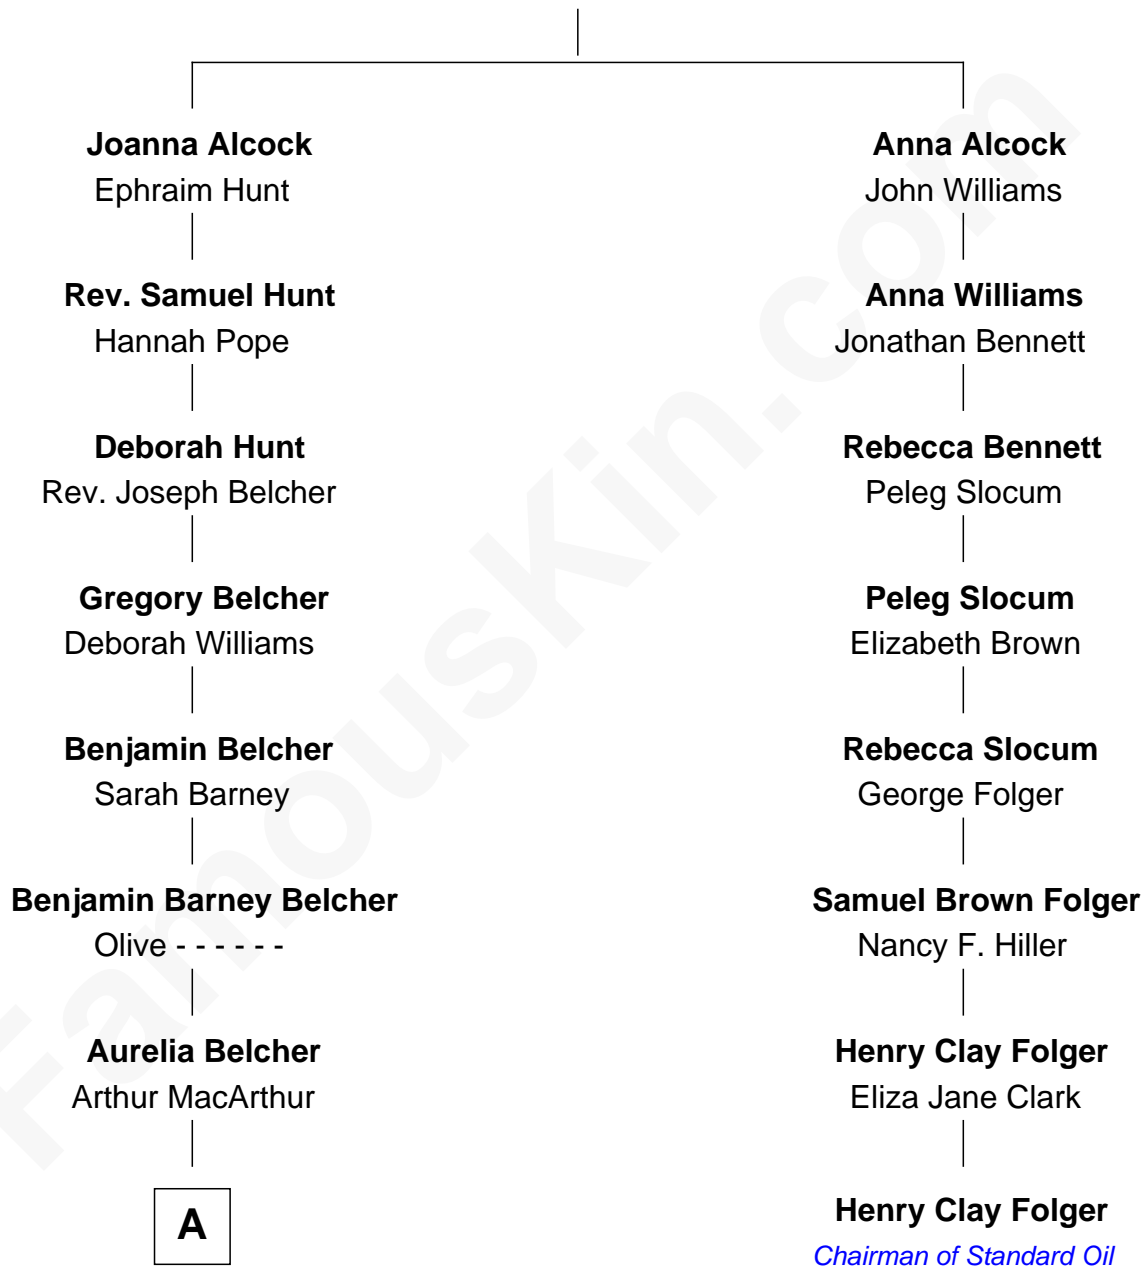 Joanna Alcock
Ephraim Hunt
Anna Alcock
John Williams
Rev. Samuel Hunt
Hannah Pope
Anna Williams
Jonathan Bennett
Deborah Hunt
Rev. Joseph Belcher
Rebecca Bennett
Peleg Slocum
Gregory Belcher
Deborah Williams
Peleg Slocum
Elizabeth Brown
Benjamin Belcher
Sarah Barney
Rebecca Slocum
George Folger
Benjamin Barney Belcher
Olive - - - - - -
Samuel Brown Folger
Nancy F. Hiller
Aurelia Belcher
Arthur MacArthur
Henry Clay Folger
Eliza Jane Clark
A
Henry Clay Folger
Chairman of Standard Oil
FamousKin.com